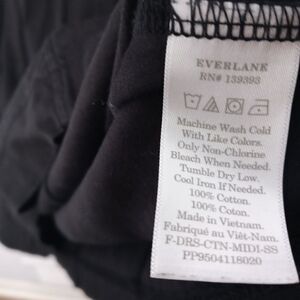 EVERLANE
RN# 139393
Machine Wash Cold
With Like Colors.
Only Non-Chlorine
Bleach When Needed.
Tumble Dry Low.
Cool Iron If Needed.
100% Cotton.
100% Coton.
Made in Vietnam.
Fabriqué au Viêt-Nam.
F-DRS-CTN-MIDI-SS
PP9504118020